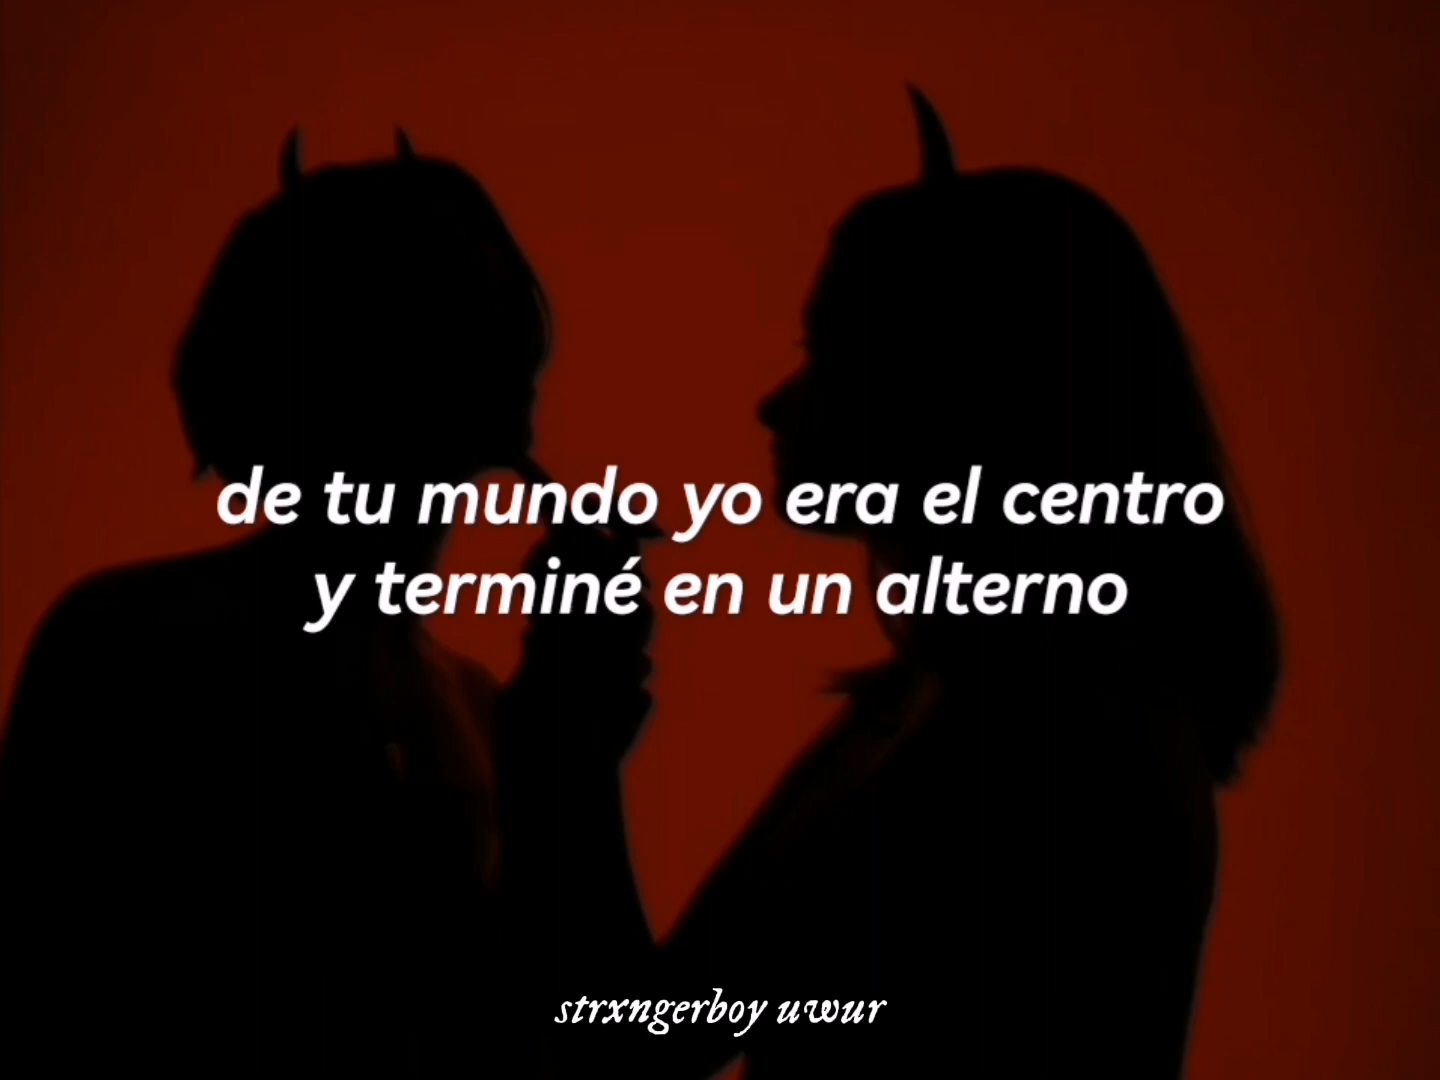 de tu mundo yo era el centro
y terminé en un alterno
strxngerboy uwur